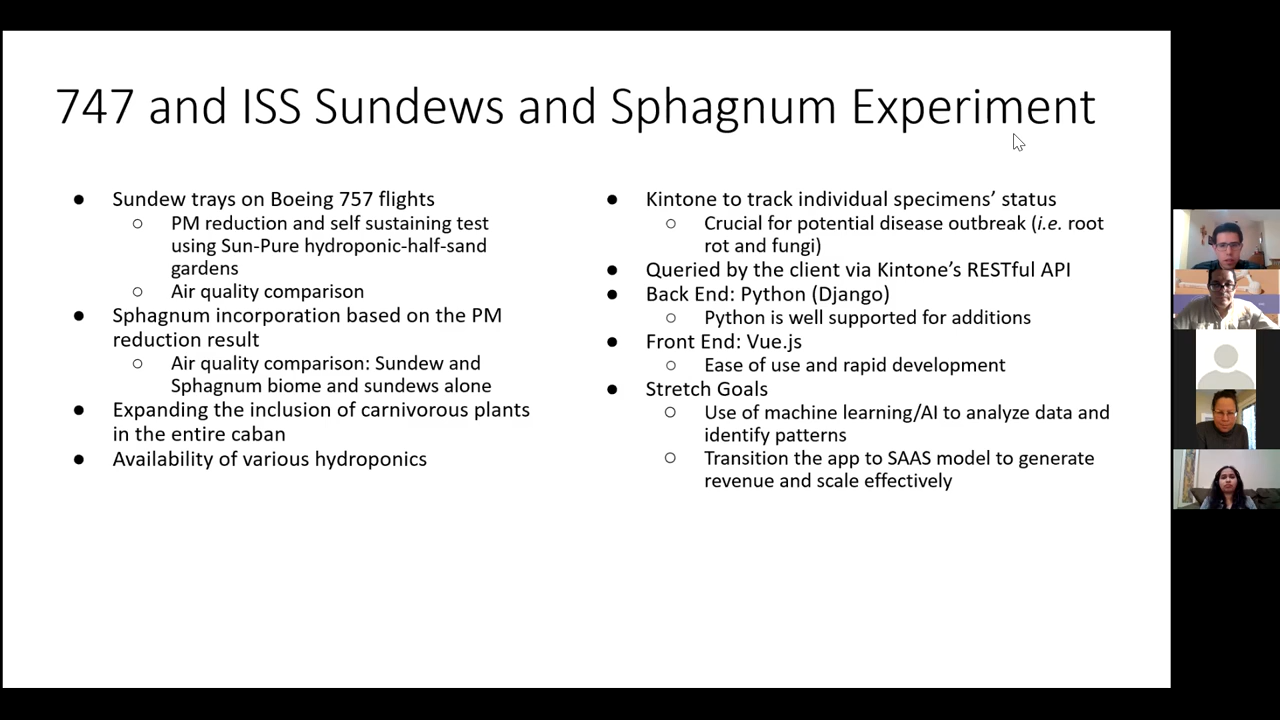 747 and ISS Sundews and Sphagnum Experiment
● Sundew trays on Boeing 757 flights
○ PM reduction and self sustaining test
using Sun-Pure hydroponic-half-sand
gardens
○ Air quality comparison
● Sphagnum incorporation based on the PM
reduction result
○ Air quality comparison: Sundew and
Sphagnum biome and sundews alone
● Expanding the inclusion of carnivorous plants
in the entire caban
● Availability of various hydroponics
● Kintone to track individual specimens’ status
○ Crucial for potential disease outbreak (i.e. root
rot and fungi)
● Queried by the client via Kintone’s RESTful API
● Back End: Python (Django)
○ Python is well supported for additions
● Front End: Vue.js
○ Ease of use and rapid development
● Stretch Goals
○ Use of machine learning/AI to analyze data and
identify patterns
○ Transition the app to SAAS model to generate
revenue and scale effectively